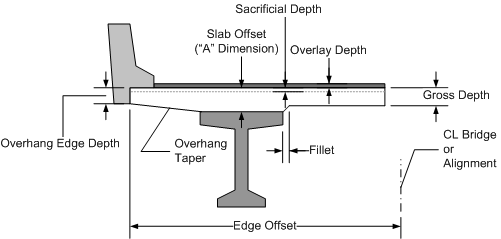 Sacrificial Depth
Slab Offset
("A" Dimension)
Overlay Depth
Gross Depth
Overhang Edge Depth
Overhang
Taper
Fillet
CL Bridge
or
Alignment
Edge Offset